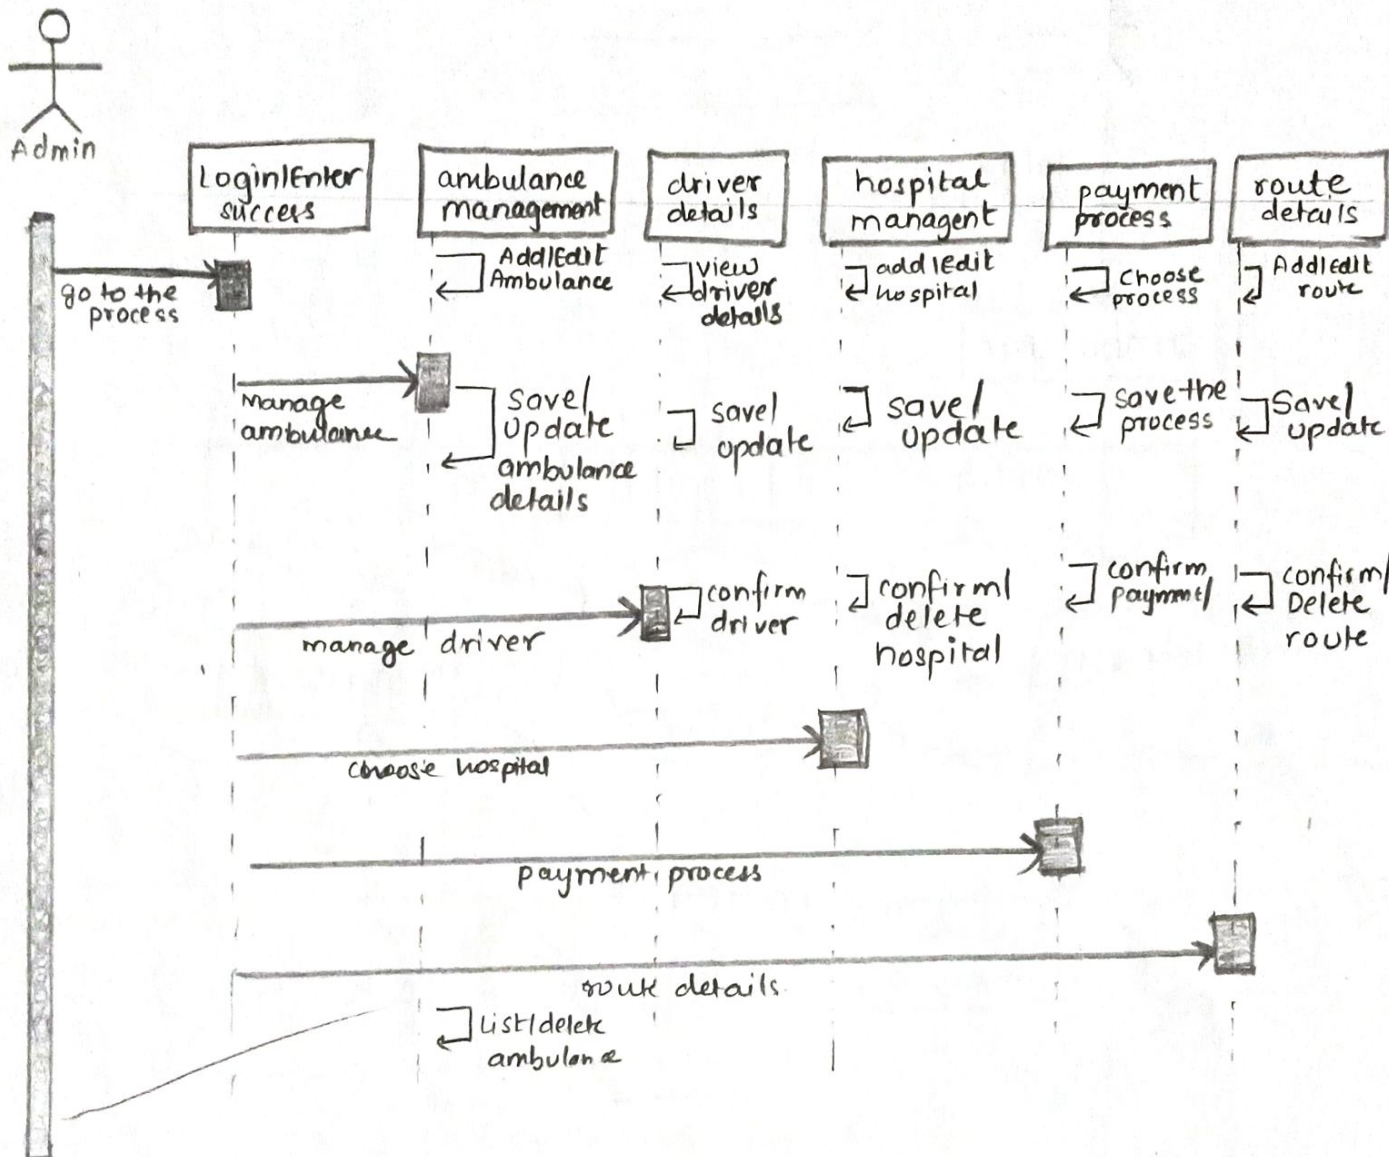 Admin
Login/Enter
success
ambulance
management
driver
details
hospital
managent
payment
process
route
details
go to the
process
Add/Edit
Ambulance
view
driver
details
add/edit
hospital
choose
process
Add/edit
route
manage
ambulance
save/
update
ambulance
details
save/
update
save/
update
save the
process
save/
update
manage driver
confirm
driver
confirm/
delete
hospital
confirm
paymnt/
confirm/
Delete
route
choose hospital
payment process
route details
List/delete
ambulance